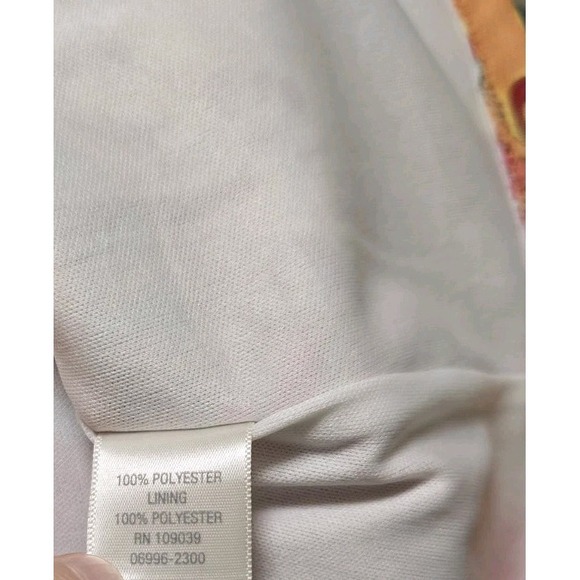 100% POLYESTER
LINING
100% POLYESTER
RN 109039
06996-2300